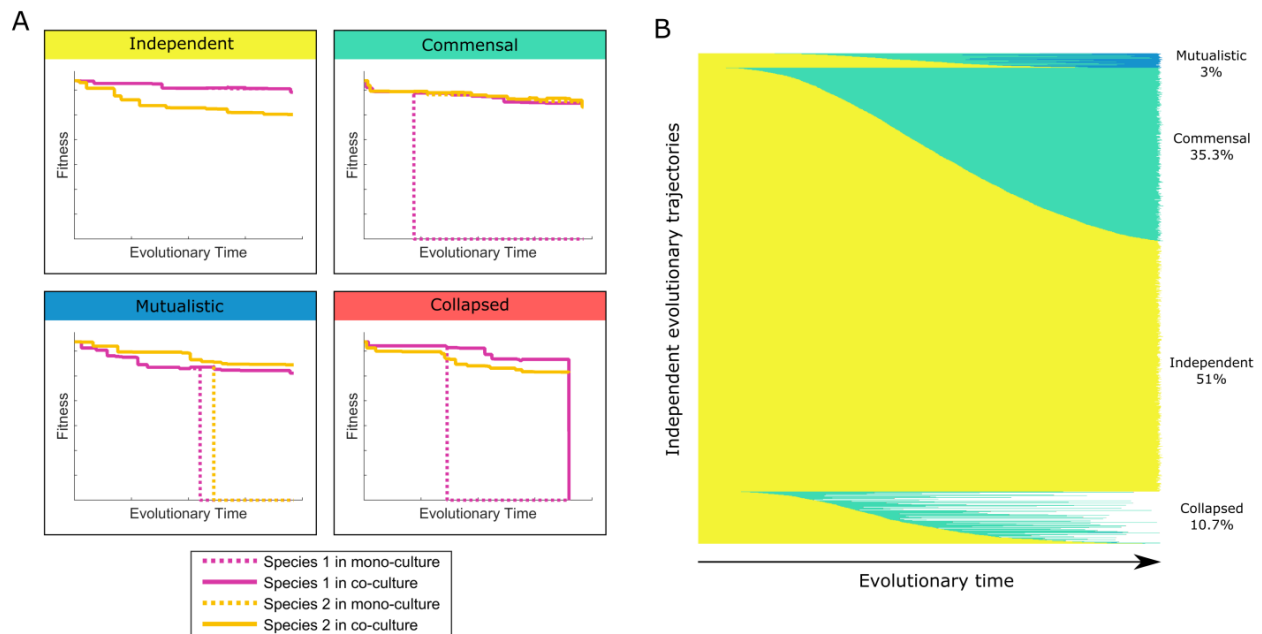 A
Independent
Fitness
Evolutionary Time
Commensal
Fitness
Evolutionary Time
Mutualistic
Fitness
Evolutionary Time
Collapsed
Fitness
Evolutionary Time
Species 1 in mono-culture
Species 1 in co-culture
Species 2 in mono-culture
Species 2 in co-culture
B
Independent evolutionary trajectories
Mutualistic
3%
Commensal
35.3%
Independent
51%
Collapsed
10.7%
Evolutionary time